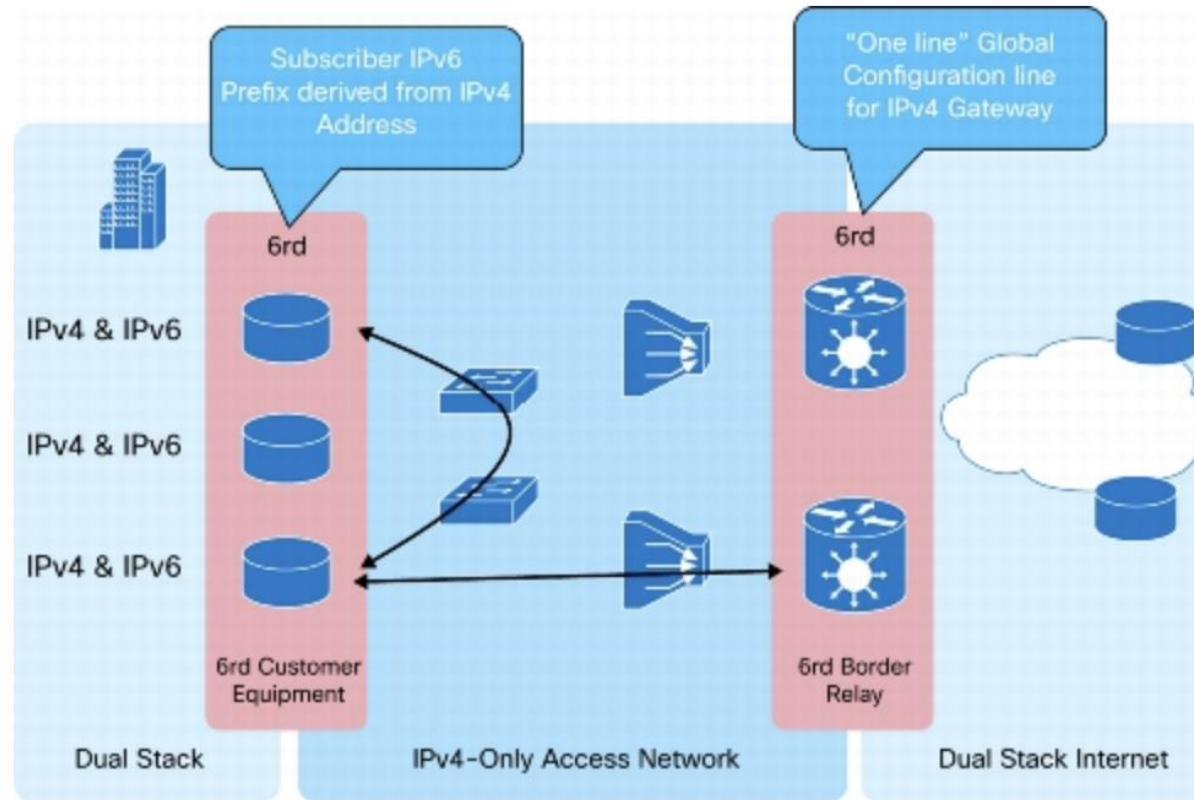 Subscriber IPv6
Prefix derived from IPv4
Address
"One line" Global
Configuration line
for IPv4 Gateway
6rd
6rd
IPv4 & IPv6
IPv4 & IPv6
IPv4 & IPv6
6rd Customer
Equipment
6rd Border
Relay
Dual Stack
IPv4-Only Access Network
Dual Stack Internet